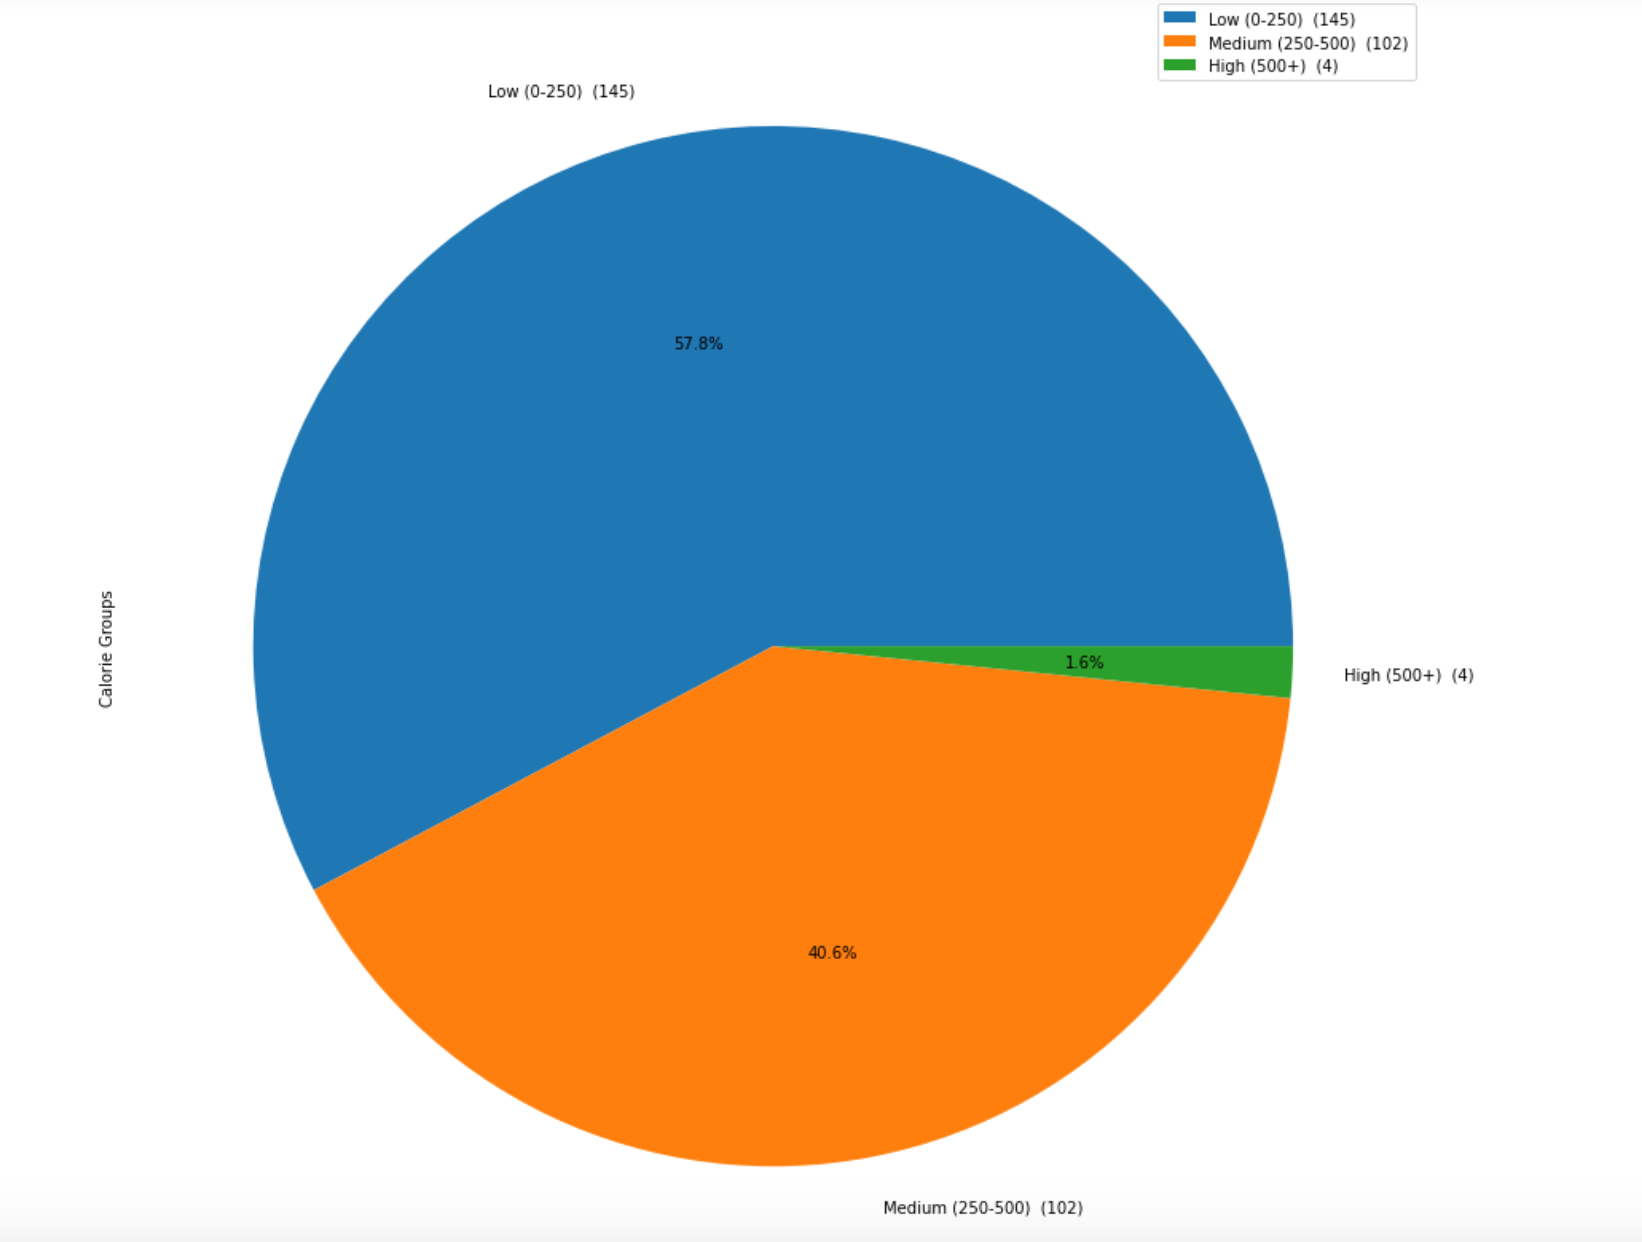 Low (0-250)  (145)
Medium (250-500)  (102)
High (500+)  (4)
Low (0-250)  (145)
57.8%
Calorie Groups
1.6%
High (500+)  (4)
40.6%
Medium (250-500)  (102)